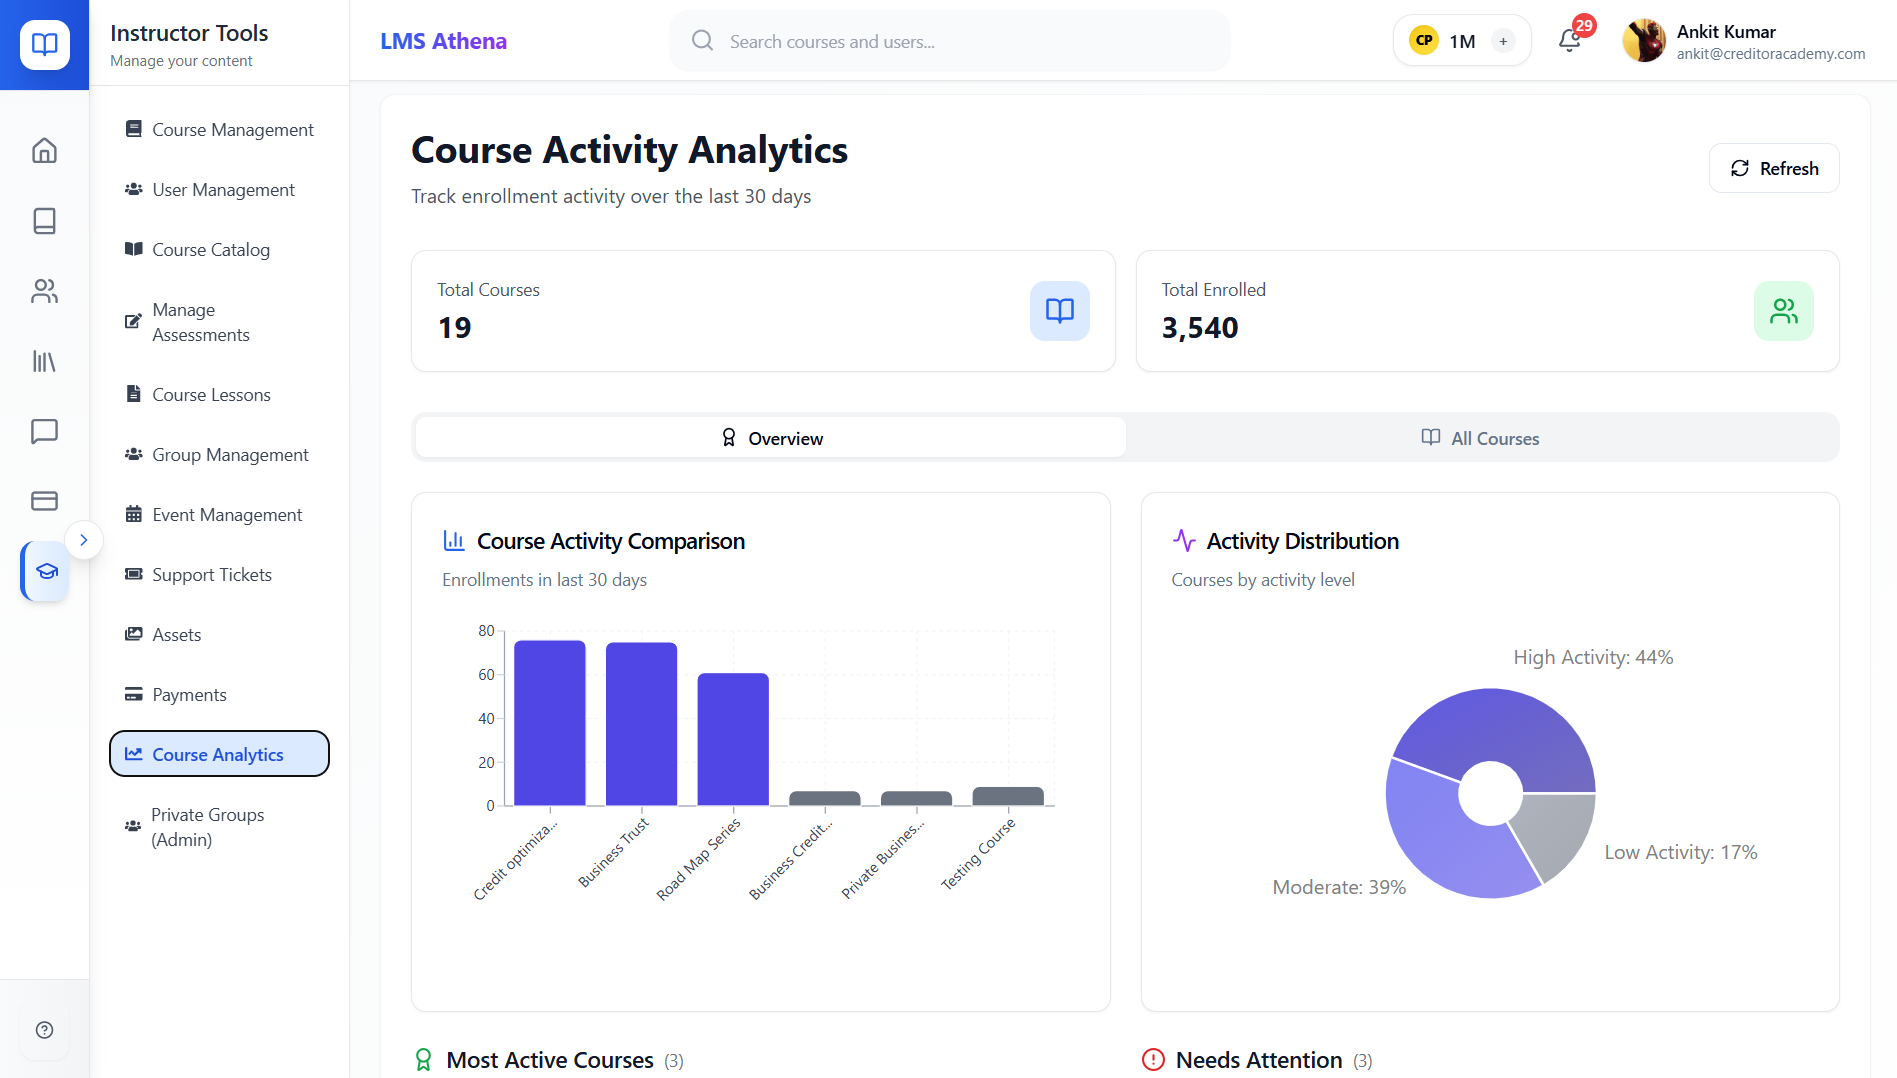 Instructor Tools
Manage your content
Course Management
User Management
Course Catalog
Manage
Assessments
Course Lessons
Group Management
Event Management
Support Tickets
Assets
Payments
Course Analytics
Private Groups
(Admin)
LMS Athena
Search courses and users...
CP 1M +
29
Ankit Kumar
ankit@creditoracademy.com
Course Activity Analytics
Track enrollment activity over the last 30 days
Refresh
Total Courses
19
Total Enrolled
3,540
Overview
All Courses
Course Activity Comparison
Enrollments in last 30 days
80
60
40
20
0
Credit optimiza...
Business Trust
Road Map Series
Business Credit...
Private Busines...
Testing Course
Activity Distribution
Courses by activity level
High Activity: 44%
Low Activity: 17%
Moderate: 39%
Most Active Courses (3)
Needs Attention (3)